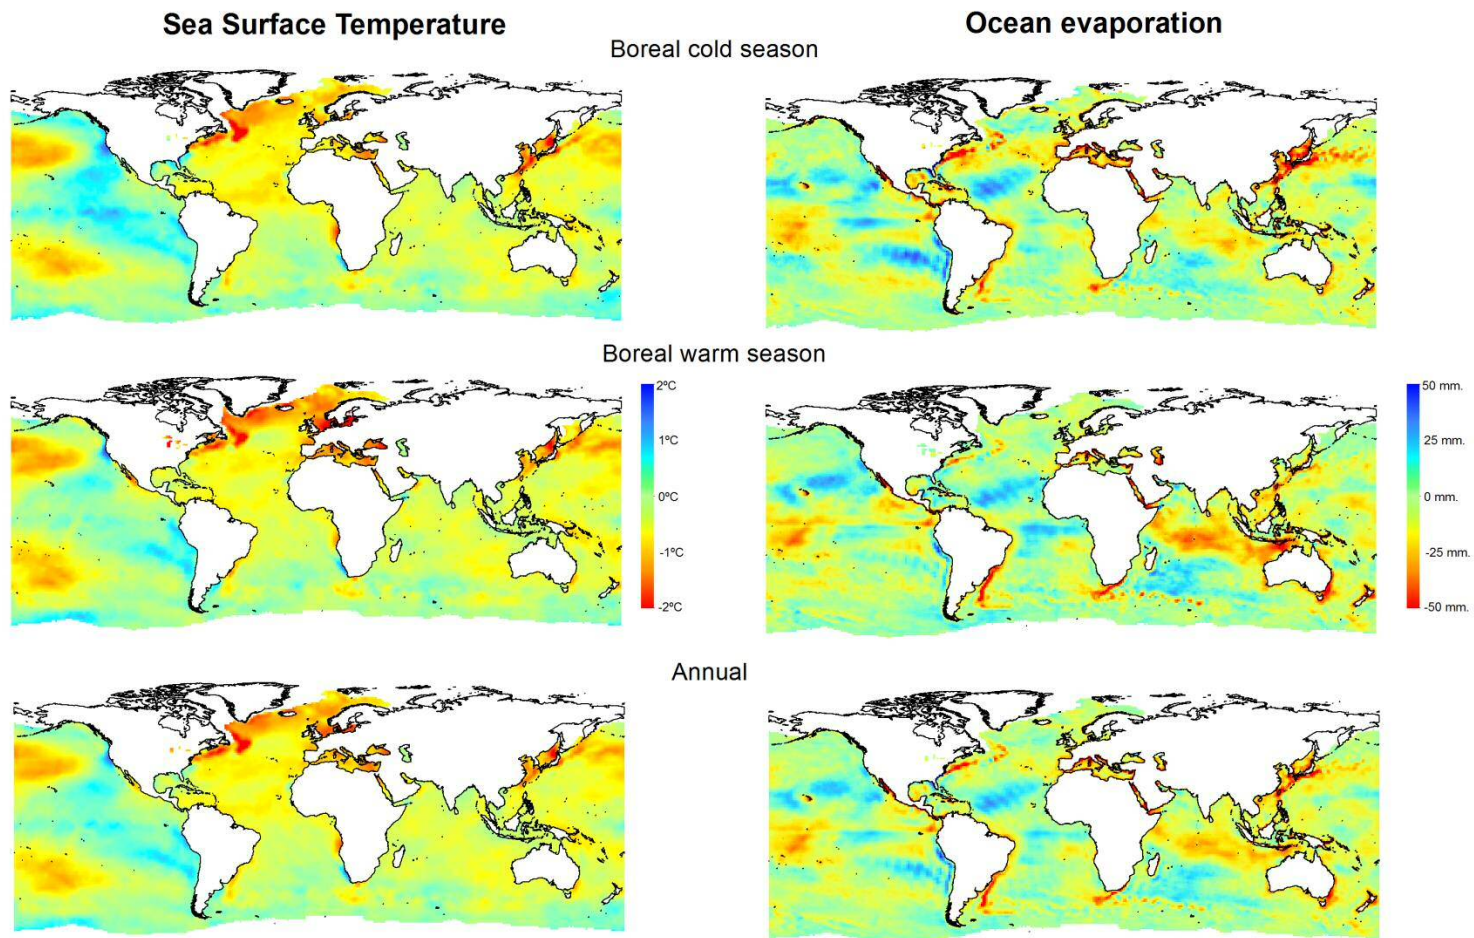 Sea Surface Temperature
Ocean evaporation
Boreal cold season
Boreal warm season
2ºC
1ºC
0ºC
-1ºC
-2ºC
50 mm.
25 mm.
0 mm.
-25 mm.
-50 mm.
Annual